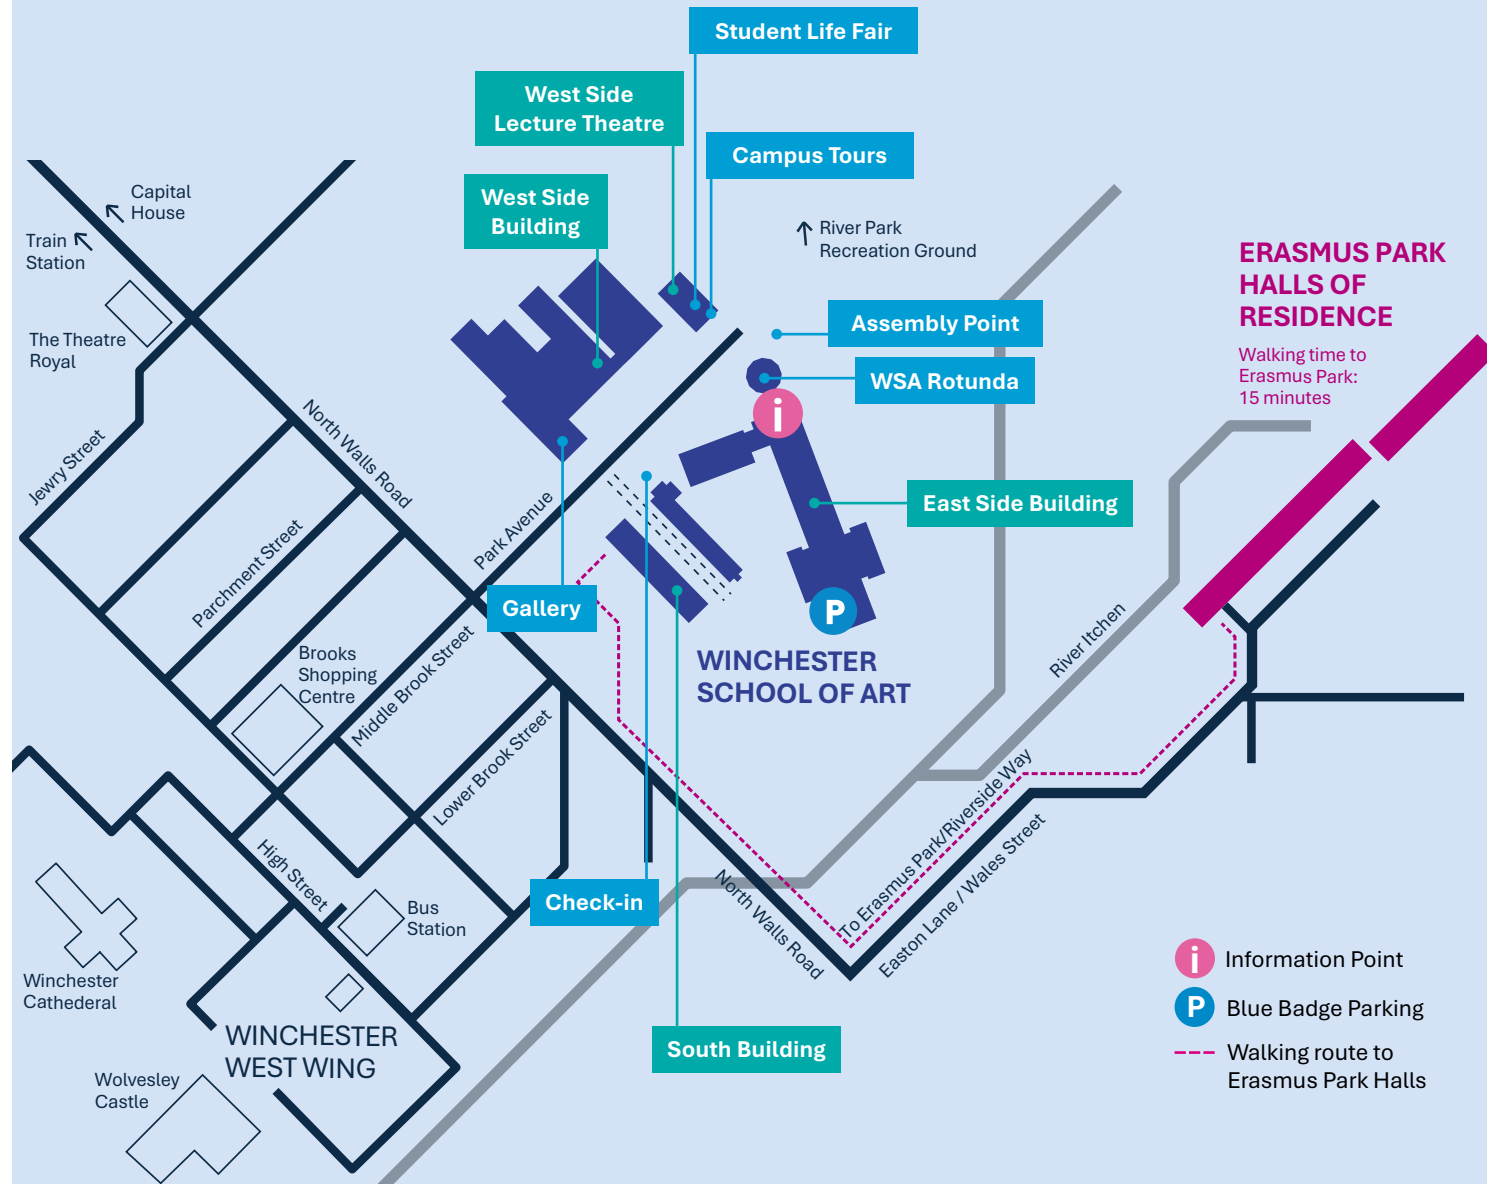 Student Life Fair
West Side
Lecture Theatre
Campus Tours
Capital
House
West Side
Building
Train
Station
River Park
Recreation Ground
ERASMUS PARK
HALLS OF
RESIDENCE
Walking time to
Erasmus Park:
15 minutes
The Theatre
Royal
Assembly Point
WSA Rotunda
i
Jewry Street
North Walls Road
East Side Building
Park Avenue
Parchment Street
Gallery
P
WINCHESTER
SCHOOL OF ART
River Itchen
Brooks
Shopping
Centre
Middle Brook Street
Lower Brook Street
To Erasmus Park/Riverside Way
Easton Lane / Wales Street
High Street
Check-in
North Walls Road
Bus
Station
Winchester
Cathederal
i Information Point
P Blue Badge Parking
Walking route to
Erasmus Park Halls
WINCHESTER
WEST WING
South Building
Wolvesley
Castle